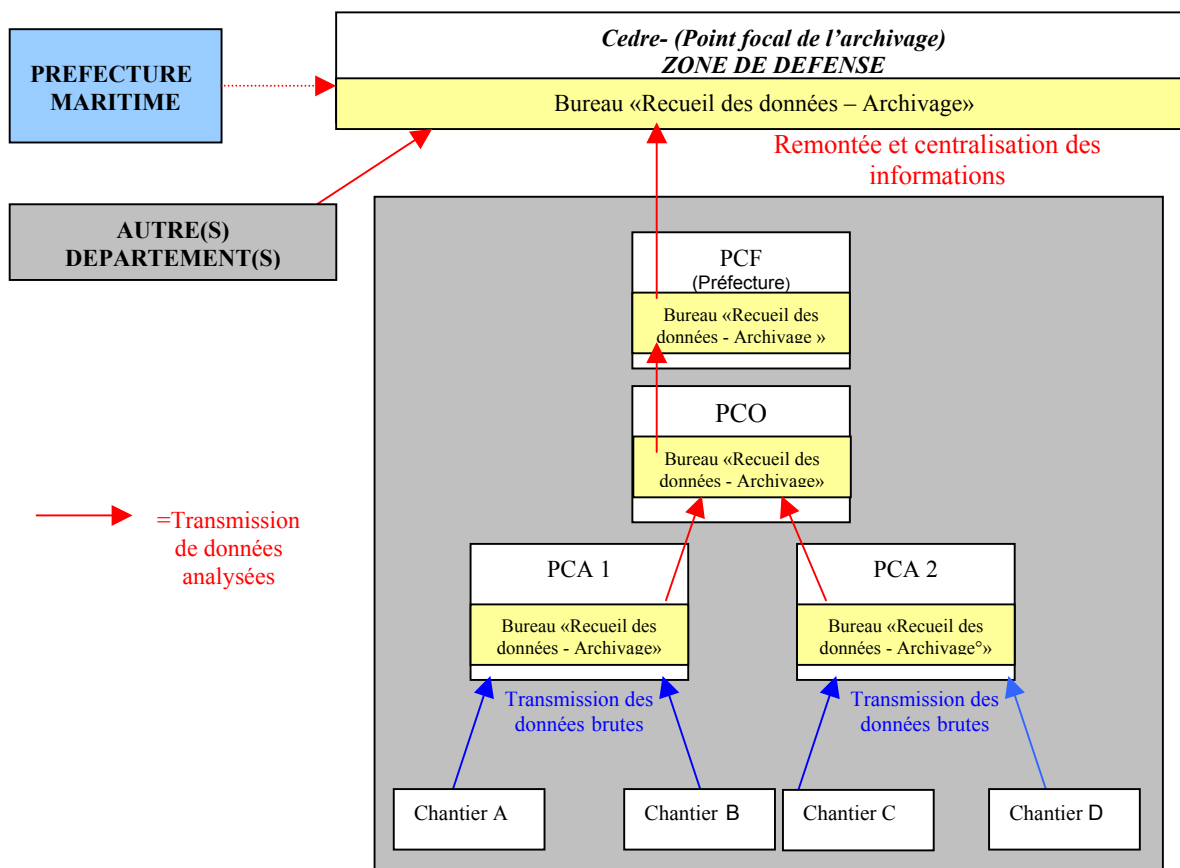 Cedre- (Point focal de l’archivage)
ZONE DE DEFENSE
PREFECTURE
MARITIME
Bureau «Recueil des données – Archivage»
Remontée et centralisation des
informations
AUTRE(S)
DEPARTEMENT(S)
PCF
(Préfecture)
Bureau «Recueil des
données - Archivage »
PCO
Bureau «Recueil des
données - Archivage»
=Transmission
de données
analysées
PCA 1
Bureau «Recueil des
données - Archivage»
PCA 2
Bureau «Recueil des
données - Archivage°»
Transmission des
données brutes
Transmission des
données brutes
Chantier A
Chantier B
Chantier C
Chantier D